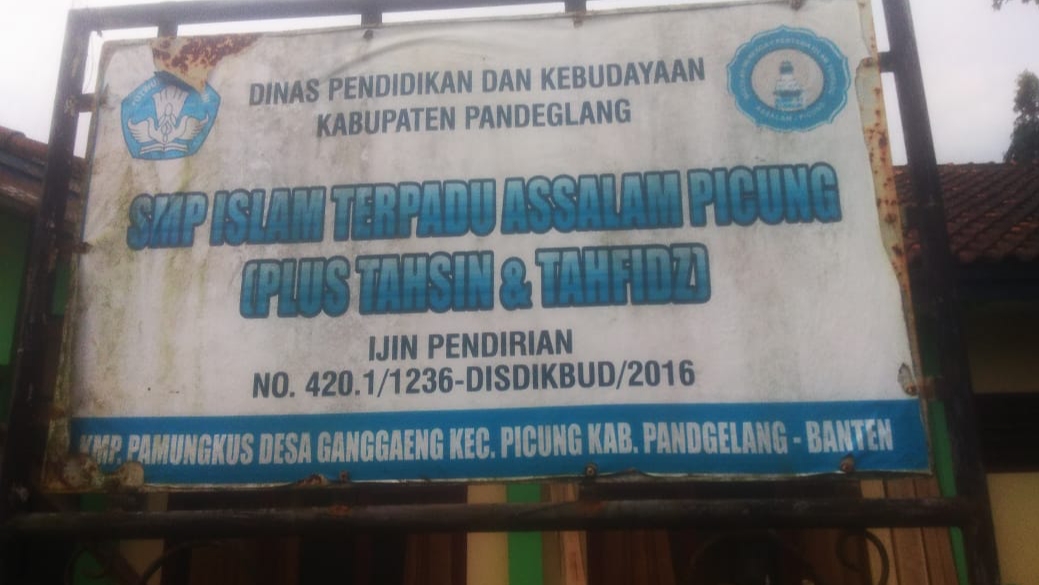 DINAS PENDIDIKAN DAN KEBUDAYAAN
KABUPATEN PANDEGLANG
SMP ISLAM TERPADU ASSALAM PICUNG
(PLUS TAHSIN & TAHFIDZ)
IJIN PENDIRIAN
NO. 420.1/1236-DISDIKBUD/2016
KMP. PAMUNGKUS DESA GANGGAENG KEC. PICUNG KAB. PANDGELANG - BANTEN